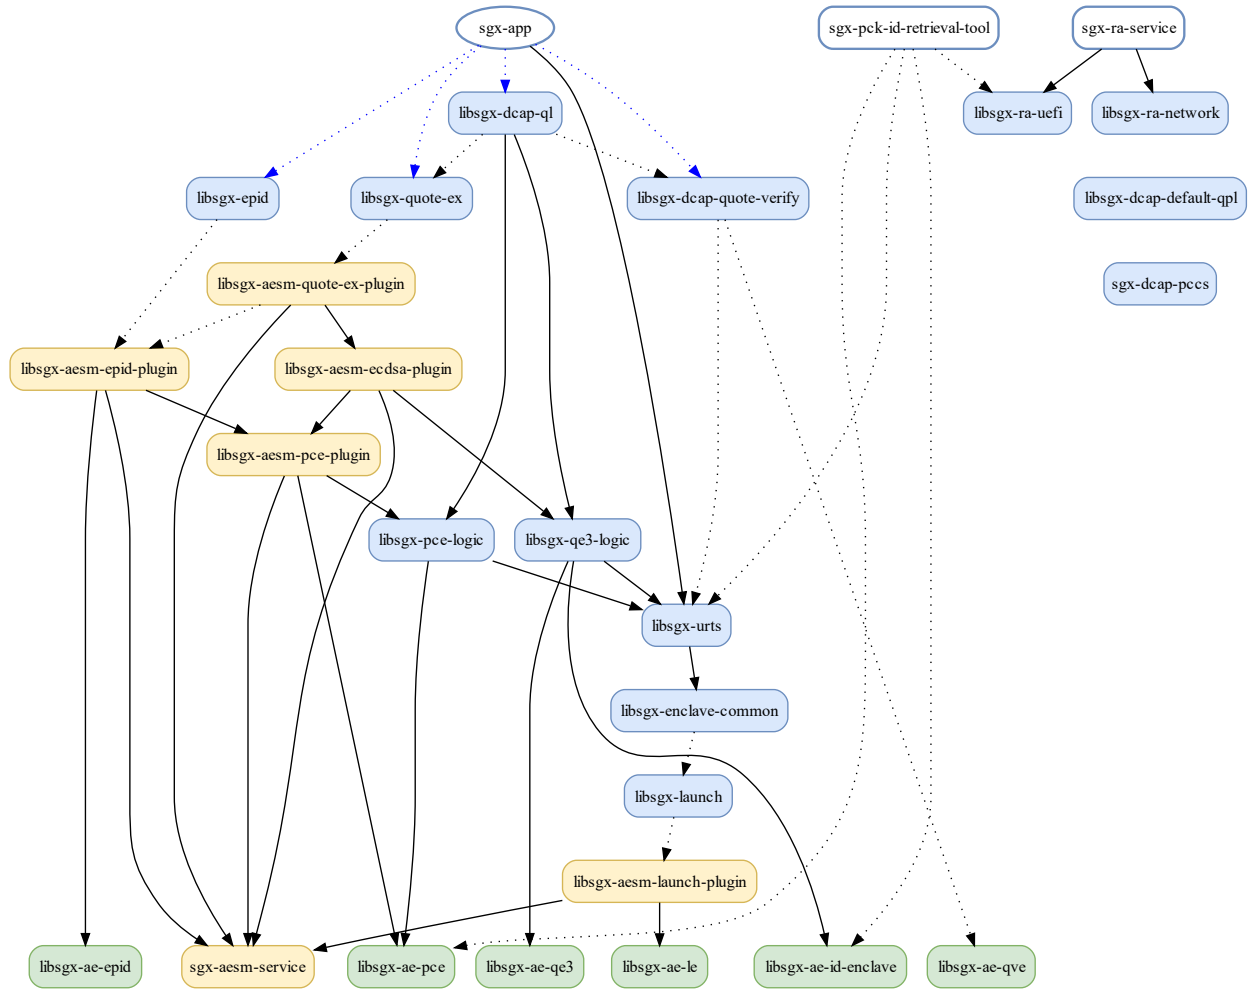 sgx-app
sgx-pck-id-retrieval-tool
sgx-ra-service
libsgx-dcap-ql
libsgx-ra-uefi
libsgx-ra-network
libsgx-epid
libsgx-quote-ex
libsgx-dcap-quote-verify
libsgx-dcap-default-qpl
libsgx-aesm-quote-ex-plugin
sgx-dcap-pccs
libsgx-aesm-epid-plugin
libsgx-aesm-ecdsa-plugin
libsgx-aesm-pce-plugin
libsgx-pce-logic
libsgx-qe3-logic
libsgx-urts
libsgx-enclave-common
libsgx-launch
libsgx-aesm-launch-plugin
libsgx-ae-epid
sgx-aesm-service
libsgx-ae-pce
libsgx-ae-qe3
libsgx-ae-le
libsgx-ae-id-enclave
libsgx-ae-qve